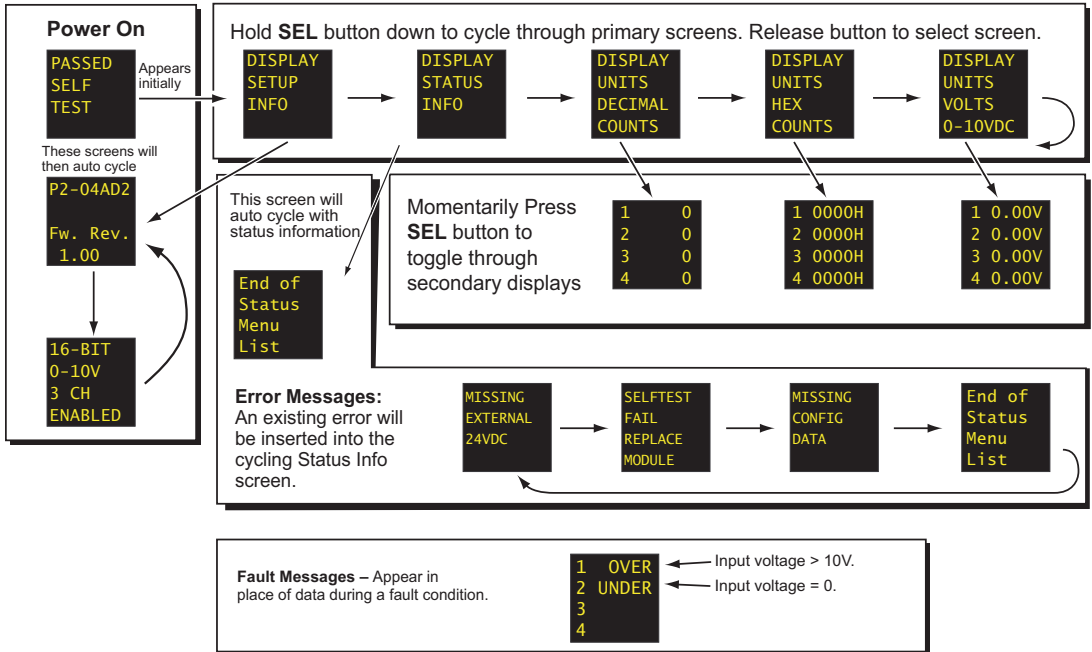 Power On
PASSED
SELF
TEST
Appears
initially
These screens will
then auto cycle
P2-04AD2
Fw. Rev.
1.00
16-BIT
0-10V
3 CH
ENABLED
Hold SEL button down to cycle through primary screens. Release button to select screen.
DISPLAY
SETUP
INFO
DISPLAY
STATUS
INFO
DISPLAY
UNITS
DECIMAL
COUNTS
DISPLAY
UNITS
HEX
COUNTS
DISPLAY
UNITS
VOLTS
0-10VDC
This screen will
auto cycle with
status information
End of
Status
Menu
List
Momentarily Press
SEL button to
toggle through
secondary displays
1 0
2 0
3 0
4 0
1 0000H
2 0000H
3 0000H
4 0000H
1 0.00V
2 0.00V
3 0.00V
4 0.00V
Error Messages:
An existing error will
be inserted into the
cycling Status Info
screen.
MISSING
EXTERNAL
24VDC
SELFTEST
FAIL
REPLACE
MODULE
MISSING
CONFIG
DATA
End of
Status
Menu
List
Fault Messages – Appear in
place of data during a fault condition.
1 OVER
2 UNDER
3
4
Input voltage > 10V.
Input voltage = 0.